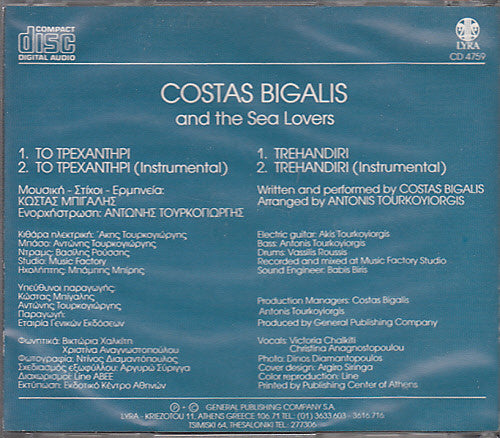 COMPACT
disc
DIGITAL AUDIO
LYRA
CD 4759
COSTAS BIGALIS
and the Sea Lovers
1. ΤΟ ΤΡΕΧΑΝΤΗΡΙ
2. ΤΟ ΤΡΕΧΑΝΤΗΡΙ (Instrumental)
Μουσική - Στίχοι - Ερμηνεία:
ΚΩΣΤΑΣ ΜΠΙΓΑΛΗΣ
Ενορχήστρωση: ΑΝΤΩΝΗΣ ΤΟΥΡΚΟΓΙΩΡΓΗΣ
Κιθάρα ηλεκτρική: Άκης Τουρκογιώργης
Μπάσο: Αντώνης Τουρκογιώργης
Ντραμς: Βασίλης Ρούσσης
Studio: Music Factory
Ηχολήπτης: Μπάμπης Μπίρης
Υπεύθυνοι παραγωγής:
Κώστας Μπίγαλης
Αντώνης Τουρκογιώργης
Παραγωγή:
Εταιρία Γενικών Εκδόσεων
Φωνητικά: Βικτώρια Χαλκίτη
Χριστίνα Αναγνωστοπούλου
Φωτογραφία: Ντίνος Διαμαντόπουλος
Σχεδιασμός εξωφύλλου: Αργυρώ Σύριγγα
Διαχωρισμοί: Line ΑΒΕΕ
Εκτύπωση: Εκδοτικό Κέντρο Αθηνών
1. TREHANDIRI
2. TREHANDIRI (Instrumental)
Written and performed by COSTAS BIGALIS
Arranged by ANTONIS TOURKOYIORGIS
Electric guitar: Akis Tourkoyiorgis
Bass: Antonis Tourkoyiorgis
Drums: Vassilis Roussis
Recorded and mixed at Music Factory Studio
Sound Engineer: Babis Biris
Production Managers: Costas Bigalis
Antonis Tourkoyiorgis
Produced by General Publishing Company
Vocals: Victoria Chalkiti
Christina Anagnostopoulou
Photo: Dinos Diamantopoulos
Cover design: Argiro Siringa
Color reproduction: Line
Printed by Publishing Center of Athens
℗ + © GENERAL PUBLISHING COMPANY S.A.
LYRA - KRIEZOTOU 11, ATHENS GREECE 106 71 TEL.: (01) 3633.603 - 3616.716
TSIMISKI 64, THESSALONIKI TEL.: 277306